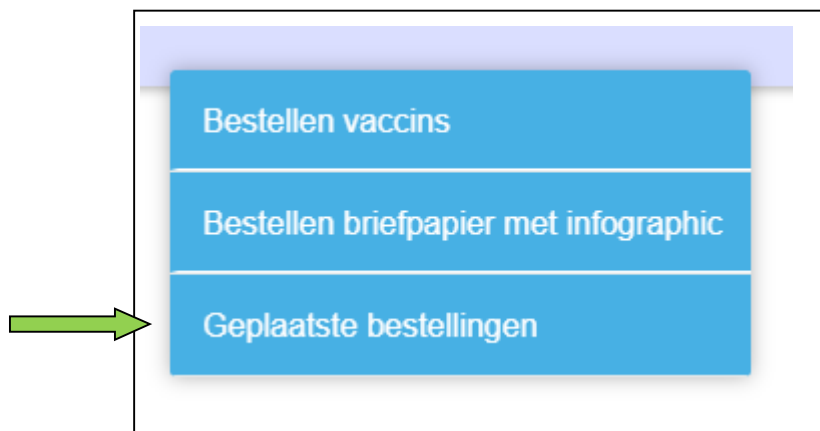 Bestellen vaccins
Bestellen briefpapier met infographic
Geplaatste bestellingen